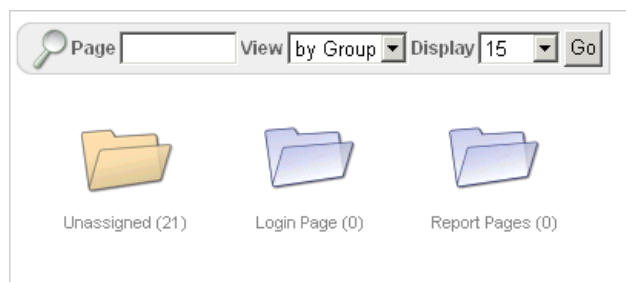 Page View by Group Display 15 Go
Unassigned (21) Login Page (0) Report Pages (0)